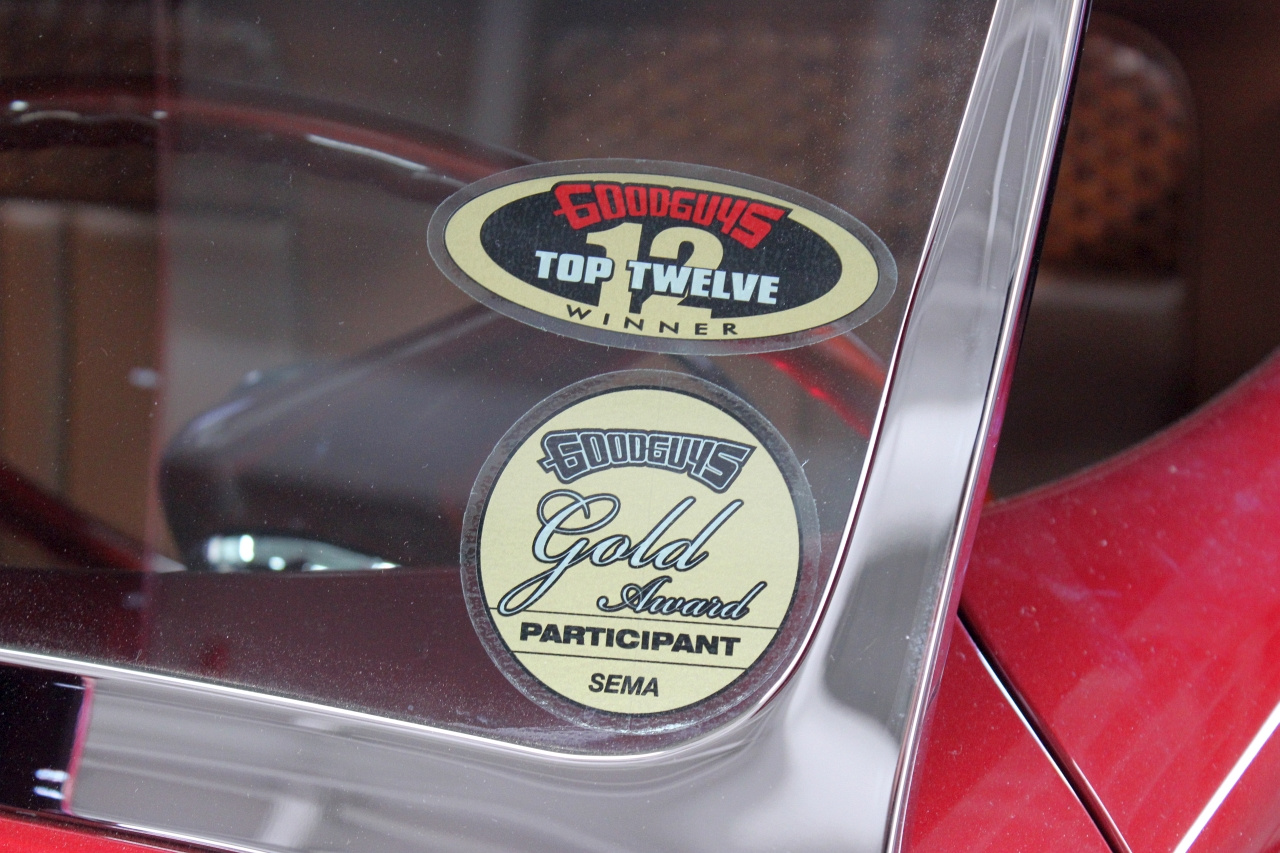 GOODGUYS
12
TOP TWELVE
WINNER
GOODGUYS
Gold
Award
PARTICIPANT
SEMA